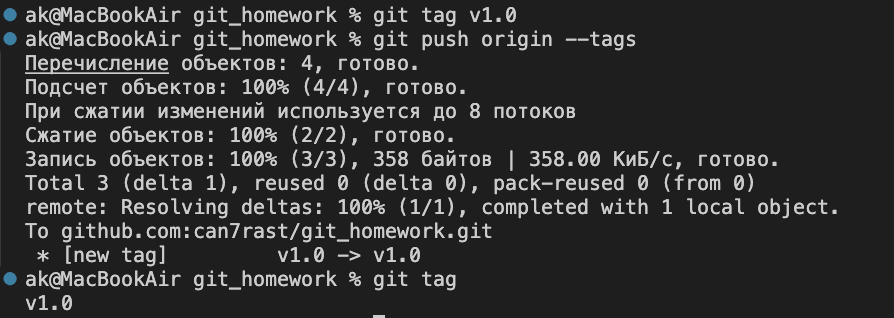 ak@MacBookAir git_homework % git tag v1.0
ak@MacBookAir git_homework % git push origin --tags
Перечисление объектов: 4, готово.
Подсчет объектов: 100% (4/4), готово.
При сжатии изменений используется до 8 потоков
Сжатие объектов: 100% (2/2), готово.
Запись объектов: 100% (3/3), 358 байтов | 358.00 КиБ/с, готово.
Total 3 (delta 1), reused 0 (delta 0), pack-reused 0 (from 0)
remote: Resolving deltas: 100% (1/1), completed with 1 local object.
To github.com:can7rast/git_homework.git
 * [new tag]         v1.0 -> v1.0
ak@MacBookAir git_homework % git tag
v1.0